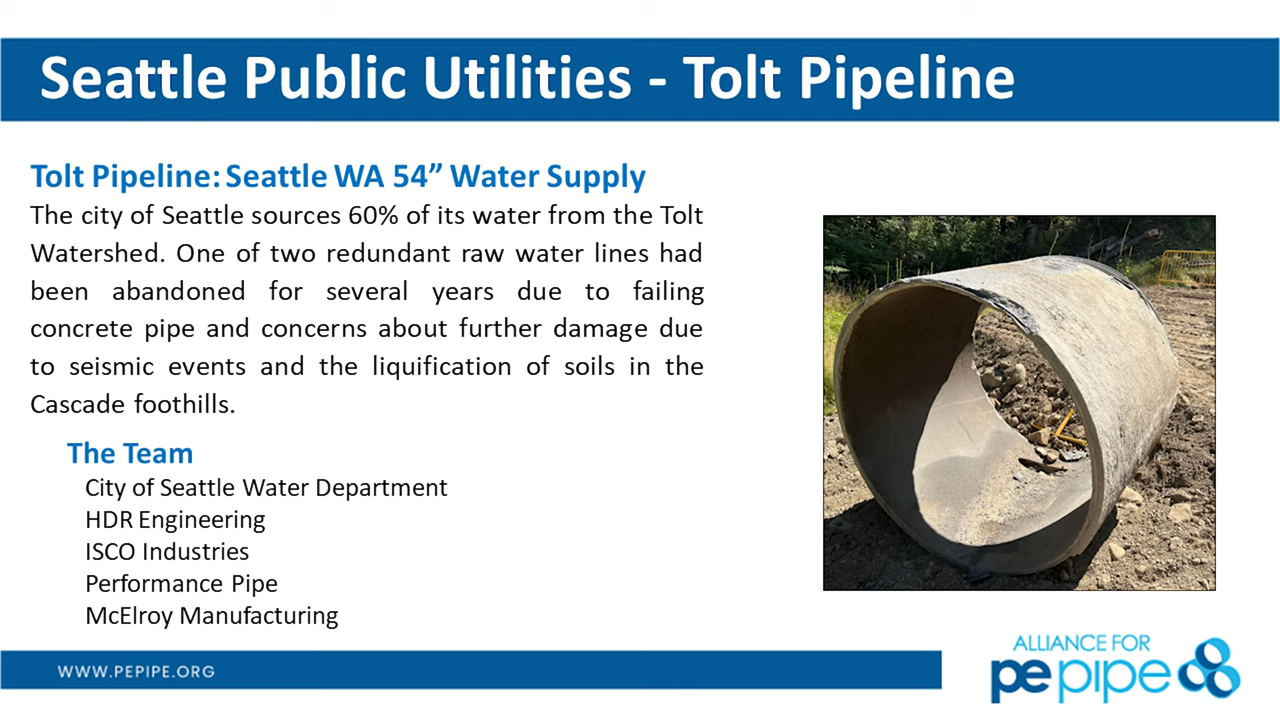 Seattle Public Utilities - Tolt Pipeline
Tolt Pipeline: Seattle WA 54” Water Supply
The city of Seattle sources 60% of its water from the Tolt
Watershed. One of two redundant raw water lines had
been abandoned for several years due to failing
concrete pipe and concerns about further damage due
to seismic events and the liquification of soils in the
Cascade foothills.
The Team
City of Seattle Water Department
HDR Engineering
ISCO Industries
Performance Pipe
McElroy Manufacturing
WWW.PEPIPE.ORG
ALLIANCE FOR
pepipe